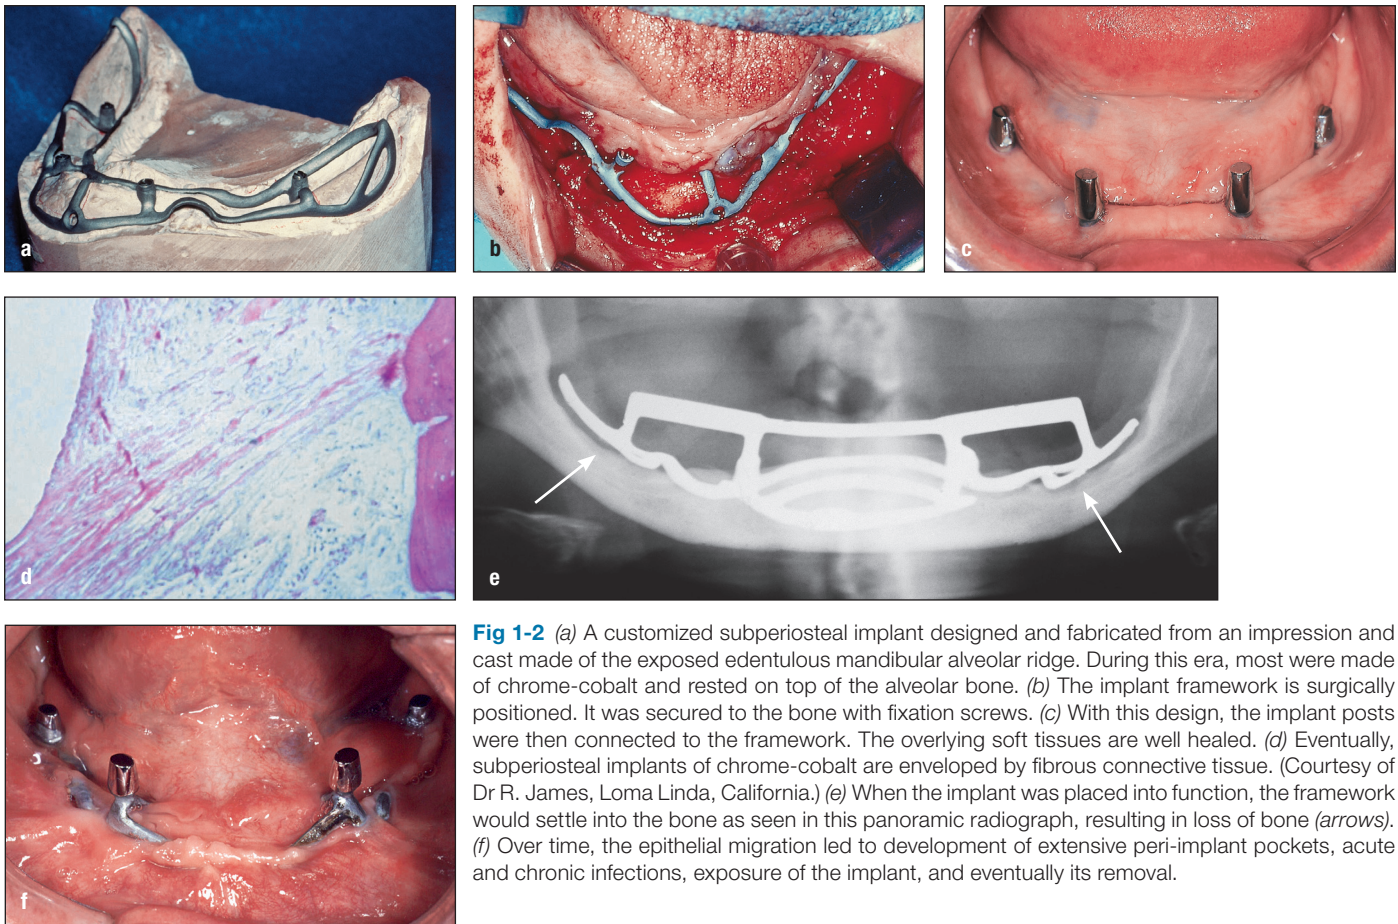 a
b
c
d
e
f
Fig 1-2 (a) A customized subperiosteal implant designed and fabricated from an impression and
cast made of the exposed edentulous mandibular alveolar ridge. During this era, most were made
of chrome-cobalt and rested on top of the alveolar bone. (b) The implant framework is surgically
positioned. It was secured to the bone with fixation screws. (c) With this design, the implant posts
were then connected to the framework. The overlying soft tissues are well healed. (d) Eventually,
subperiosteal implants of chrome-cobalt are enveloped by fibrous connective tissue. (Courtesy of
Dr R. James, Loma Linda, California.) (e) When the implant was placed into function, the framework
would settle into the bone as seen in this panoramic radiograph, resulting in loss of bone (arrows).
(f) Over time, the epithelial migration led to development of extensive peri-implant pockets, acute
and chronic infections, exposure of the implant, and eventually its removal.